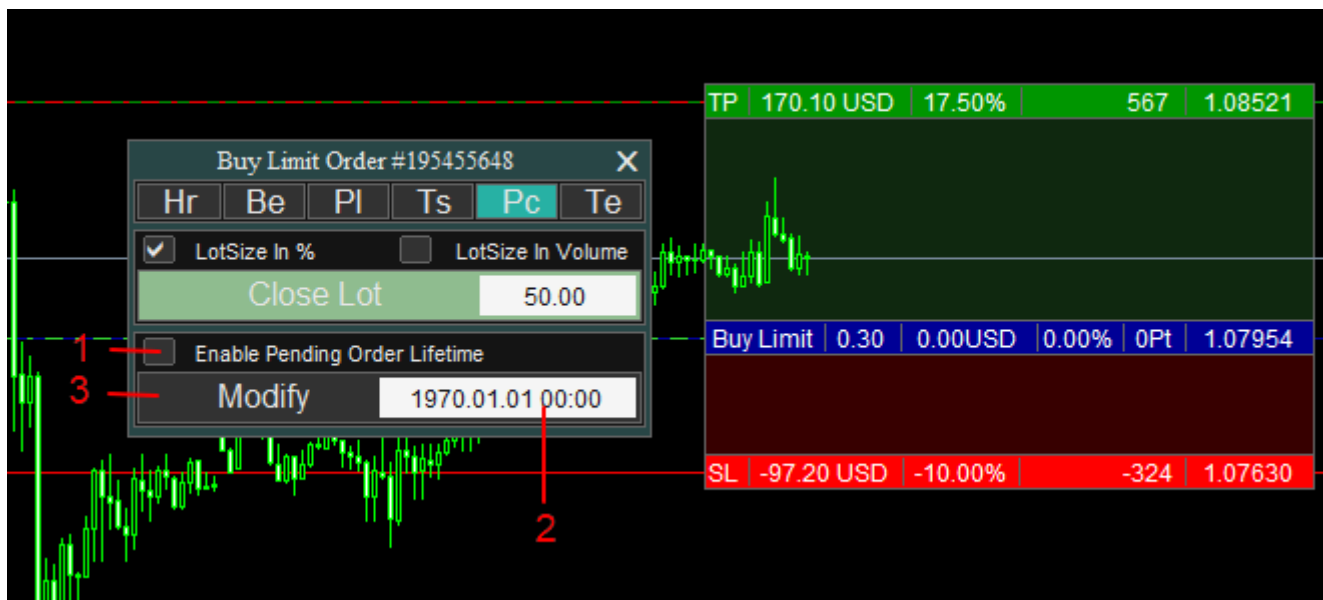 TP 170.10 USD 17.50% 567 1.08521
Buy Limit Order #195455648 X
Hr Be Pl Ts Pc Te
LotSize In % LotSize In Volume
Close Lot 50.00
Buy Limit 0.30 0.00USD 0.00% 0Pt 1.07954
1 Enable Pending Order Lifetime
3 Modify 1970.01.01 00:00
SL -97.20 USD -10.00% -324 1.07630
2